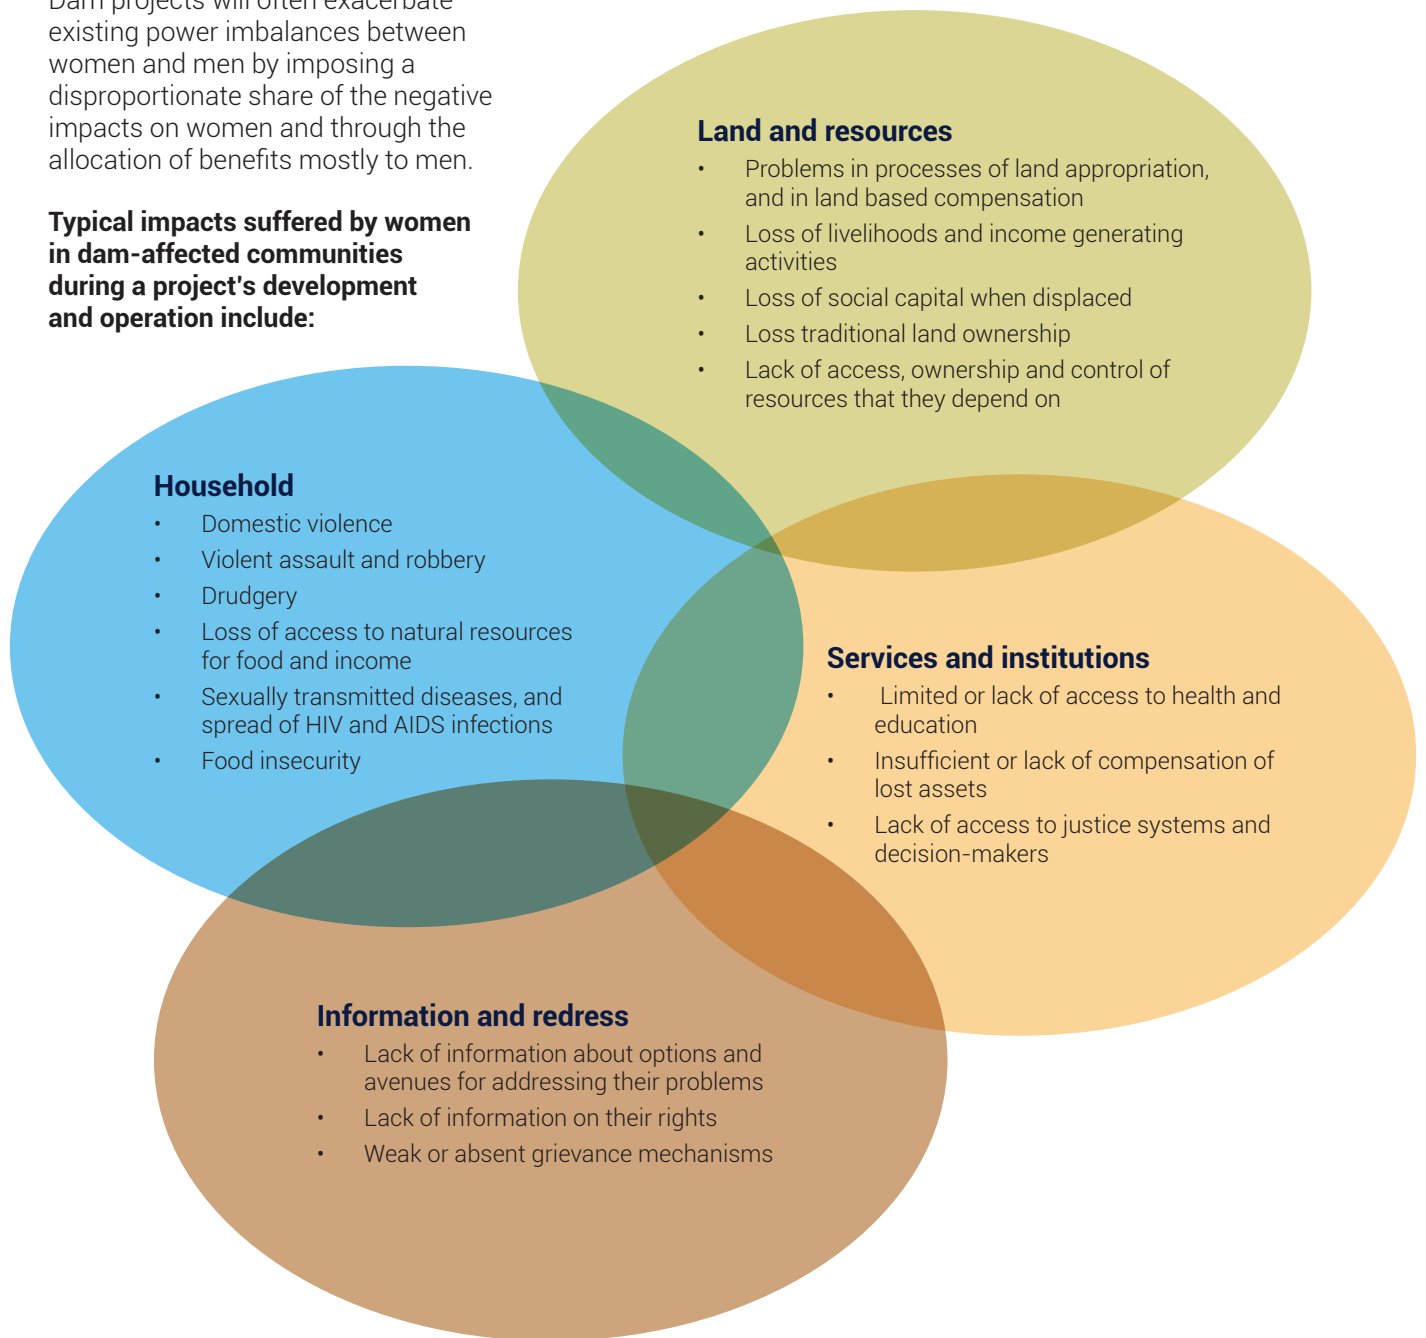 Dam projects will often exacerbate
existing power imbalances between
women and men by imposing a
disproportionate share of the negative
impacts on women and through the
allocation of benefits mostly to men.
Typical impacts suffered by women
in dam-affected communities
during a project's development
and operation include:
Land and resources
• Problems in processes of land appropriation,
and in land based compensation
• Loss of livelihoods and income generating
activities
• Loss of social capital when displaced
• Loss traditional land ownership
• Lack of access, ownership and control of
resources that they depend on
Household
• Domestic violence
• Violent assault and robbery
• Drudgery
• Loss of access to natural resources
for food and income
• Sexually transmitted diseases, and
spread of HIV and AIDS infections
• Food insecurity
Services and institutions
• Limited or lack of access to health and
education
• Insufficient or lack of compensation of
lost assets
• Lack of access to justice systems and
decision-makers
Information and redress
• Lack of information about options and
avenues for addressing their problems
• Lack of information on their rights
• Weak or absent grievance mechanisms